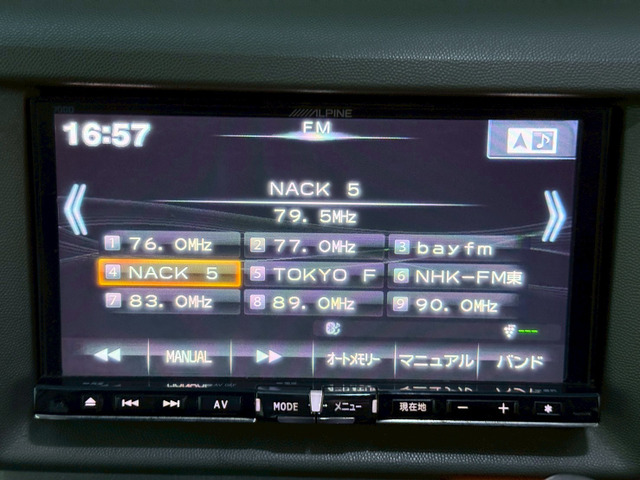 ALPINE
16:57
FM
NACK 5
79.5MHz
1 76.0MHz 2 77.0MHz 3 bayfm
4 NACK 5 5 TOKYO F 6 NHK-FM東
7 83.0MHz 8 89.0MHz 9 90.0MHz
MANUAL オートメモリー マニュアル バンド
AV MODE メニュー 現在地 - + *